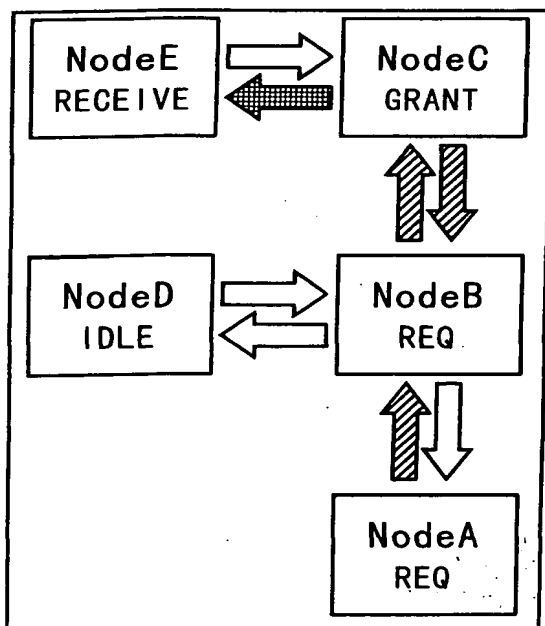 NodeE
RECEIVE
NodeC
GRANT
NodeD
IDLE
NodeB
REQ
NodeA
REQ